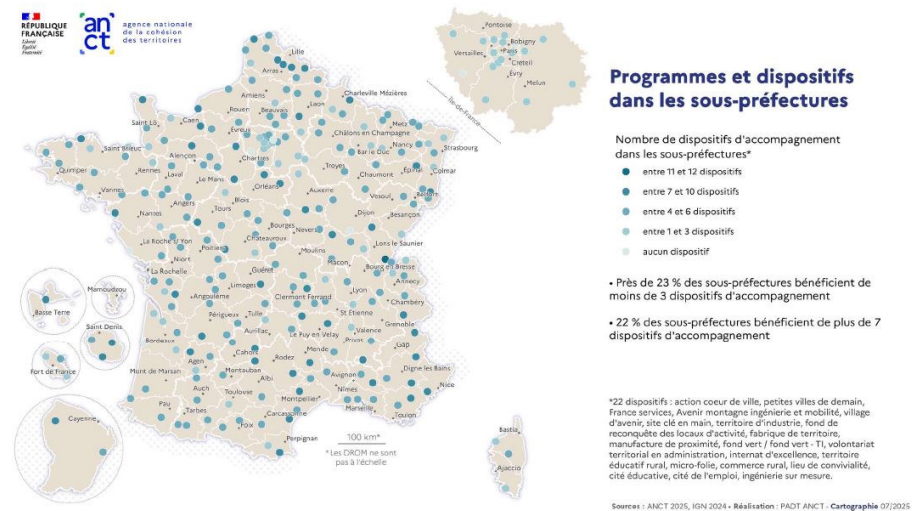 RÉPUBLIQUE
FRANÇAISE
Liberté
Égalité
Fraternité
an
ct
agence nationale
de la cohésion
des territoires
Pontoise
Bobigny
Versailles
Paris
Créteil
Evry
Melun
Île-de-France
Programmes et dispositifs
dans les sous-préfectures
Nombre de dispositifs d'accompagnement
dans les sous-préfectures*
entre 11 et 12 dispositifs
entre 7 et 10 dispositifs
entre 4 et 6 dispositifs
entre 1 et 3 dispositifs
aucun dispositif
• Près de 23 % des sous-préfectures bénéficient de
moins de 3 dispositifs d'accompagnement
• 22 % des sous-préfectures bénéficient de plus de 7
dispositifs d'accompagnement
*22 dispositifs : action coeur de ville, petites villes de demain,
France services, Avenir montagne ingénierie et mobilité, village
d'avenir, site clé en main, territoire d'industrie, fond de
reconquête des locaux d'activité, fabrique de territoire,
manufacture de proximité, fond vert / fond vert - TI, volontariat
territorial en administration, internat d'excellence, territoire
éducatif rural, micro-folie, commerce rural, lieu de convivialité,
cité éducative, cité de l'emploi, ingénierie sur mesure.
Sources : ANCT 2025, IGN 2024 • Réalisation : PADT ANCT - Cartographie 07/2025
Lille
Arras
Amiens
Charleville Mézières
Rouen
Beauvais
Laon
Saint Lô
Caen
Evreux
Châlons en Champagne
Metz
Saint Brieuc
Alençon
Chartres
Bar le Duc
Nancy
Strasbourg
Quimper
Rennes
Laval
Le Mans
Troyes
Chaumont
Epinal
Colmar
Vannes
Orléans
Auxerre
Vesoul
Belfort
Angers
Blois
Nantes
Tours
Dijon
Besançon
Bourges
Nevers
La Roche s/ Yon
Poitiers
Châteauroux
Lons le Saunier
Niort
Moulins
Macon
Bourg en Bresse
La Rochelle
Guéret
Annecy
Limoges
Angoulême
Clermont Ferrand
Lyon
Chambéry
Périgueux
Tulle
St Etienne
Grenoble
Bordeaux
Aurillac
Le Puy en Velay
Valence
Privas
Cahors
Mende
Gap
Agen
Rodez
Mont de Marsan
Montauban
Albi
Avignon
Digne les Bains
Auch
Toulouse
Nîmes
Nice
Montpellier
Pau
Tarbes
Carcassonne
Marseille
Toulon
Foix
Perpignan
Bastia
Ajaccio
Mamoudzou
Basse Terre
Saint Denis
Fort de France
Cayenne
100 km*
*Les DROM ne sont
pas à l'échelle